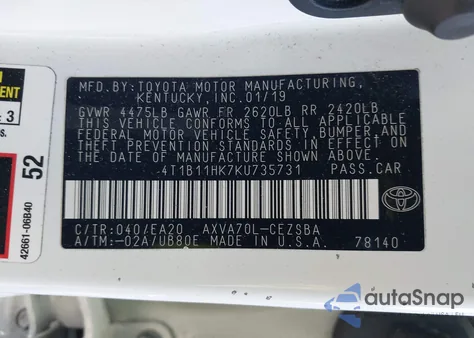 MFD.BY:TOYOTA MOTOR MANUFACTURING,
KENTUCKY, INC. 01/19
GVWR 4475LB GAWR FR 2620LB RR 2420LB
THIS VEHICLE CONFORMS TO ALL APPLICABLE
FEDERAL MOTOR VEHICLE SAFETY, BUMPER, AND
THEFT PREVENTION STANDARDS IN EFFECT ON
THE DATE OF MANUFACTURE SHOWN ABOVE.
4T1B11HK7KU735731 PASS.CAR
C/TR:040/EA20 AXVA70L-CEZSBA
A/TM:-02A/UB80E MADE IN U.S.A. 78140
TOYOTA
3
52
42661-06B40
autoSnap